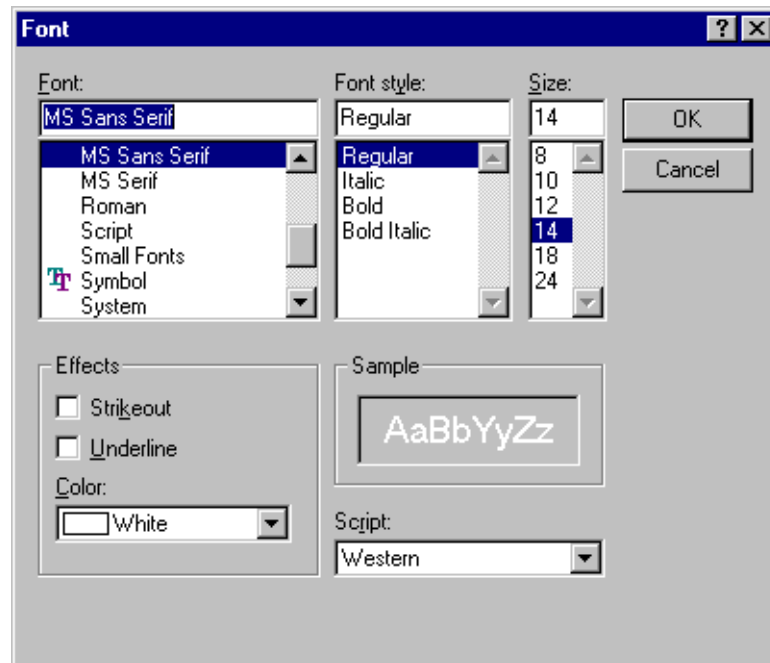 Font
Font:
MS Sans Serif
MS Sans Serif
MS Serif
Roman
Script
Small Fonts
Symbol
System
Font style:
Regular
Regular
Italic
Bold
Bold Italic
Size:
14
8
10
12
14
18
24
OK
Cancel
Effects
Strikeout
Underline
Color:
White
Sample
AaBbYyZz
Script:
Western